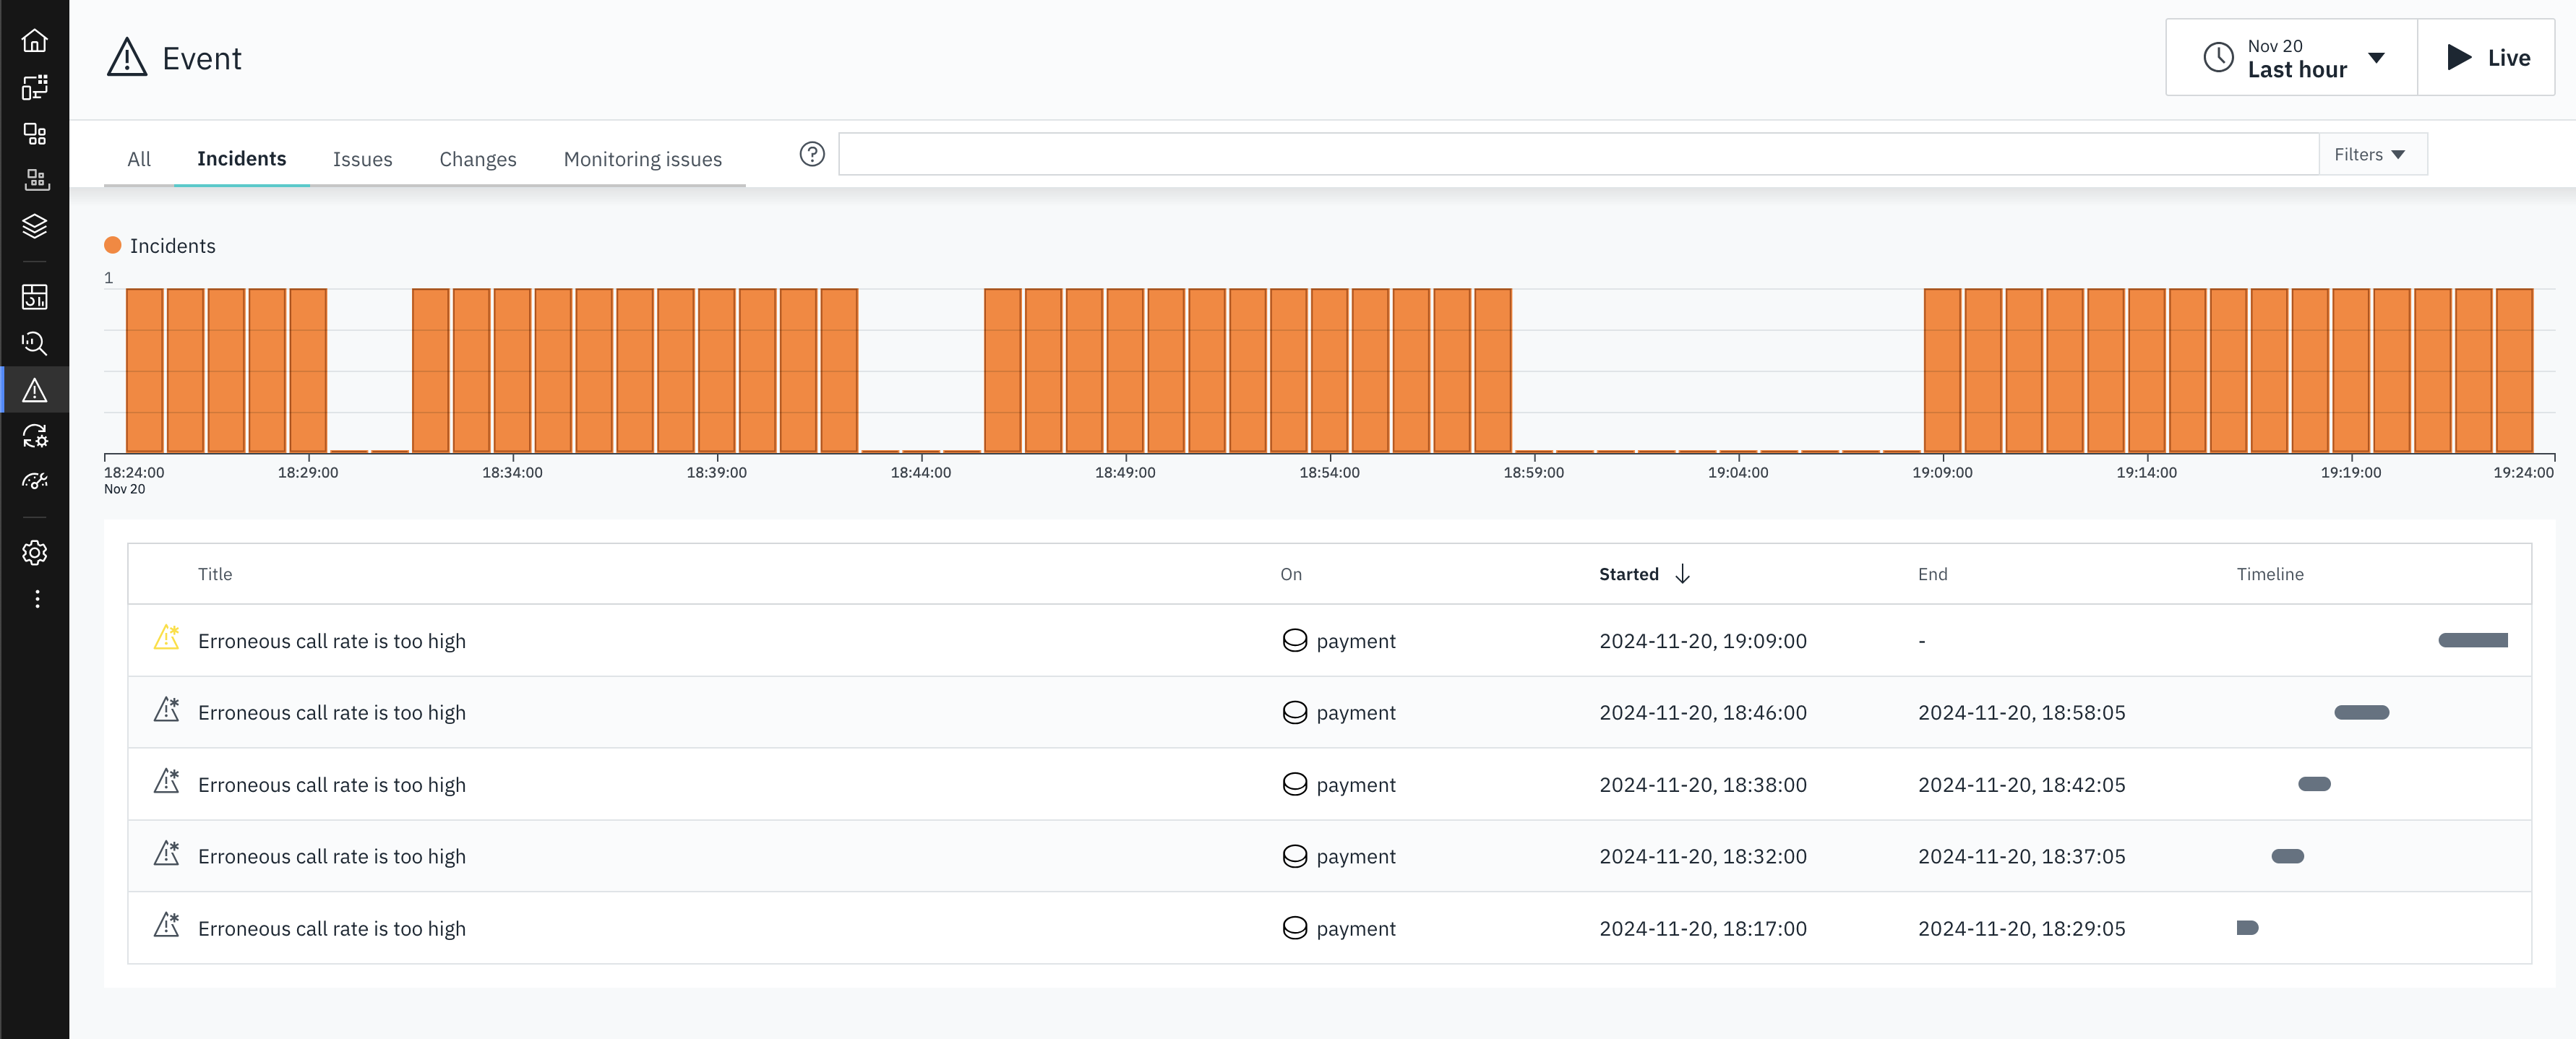 Event
Nov 20
Last hour
Live
All Incidents Issues Changes Monitoring issues
Filters
Incidents
1
18:24:00 18:29:00 18:34:00 18:39:00 18:44:00 18:49:00 18:54:00 18:59:00 19:04:00 19:09:00 19:14:00 19:19:00 19:24:00
Nov 20
Title On Started End Timeline
Erroneous call rate is too high payment 2024-11-20, 19:09:00 -
Erroneous call rate is too high payment 2024-11-20, 18:46:00 2024-11-20, 18:58:05
Erroneous call rate is too high payment 2024-11-20, 18:38:00 2024-11-20, 18:42:05
Erroneous call rate is too high payment 2024-11-20, 18:32:00 2024-11-20, 18:37:05
Erroneous call rate is too high payment 2024-11-20, 18:17:00 2024-11-20, 18:29:05